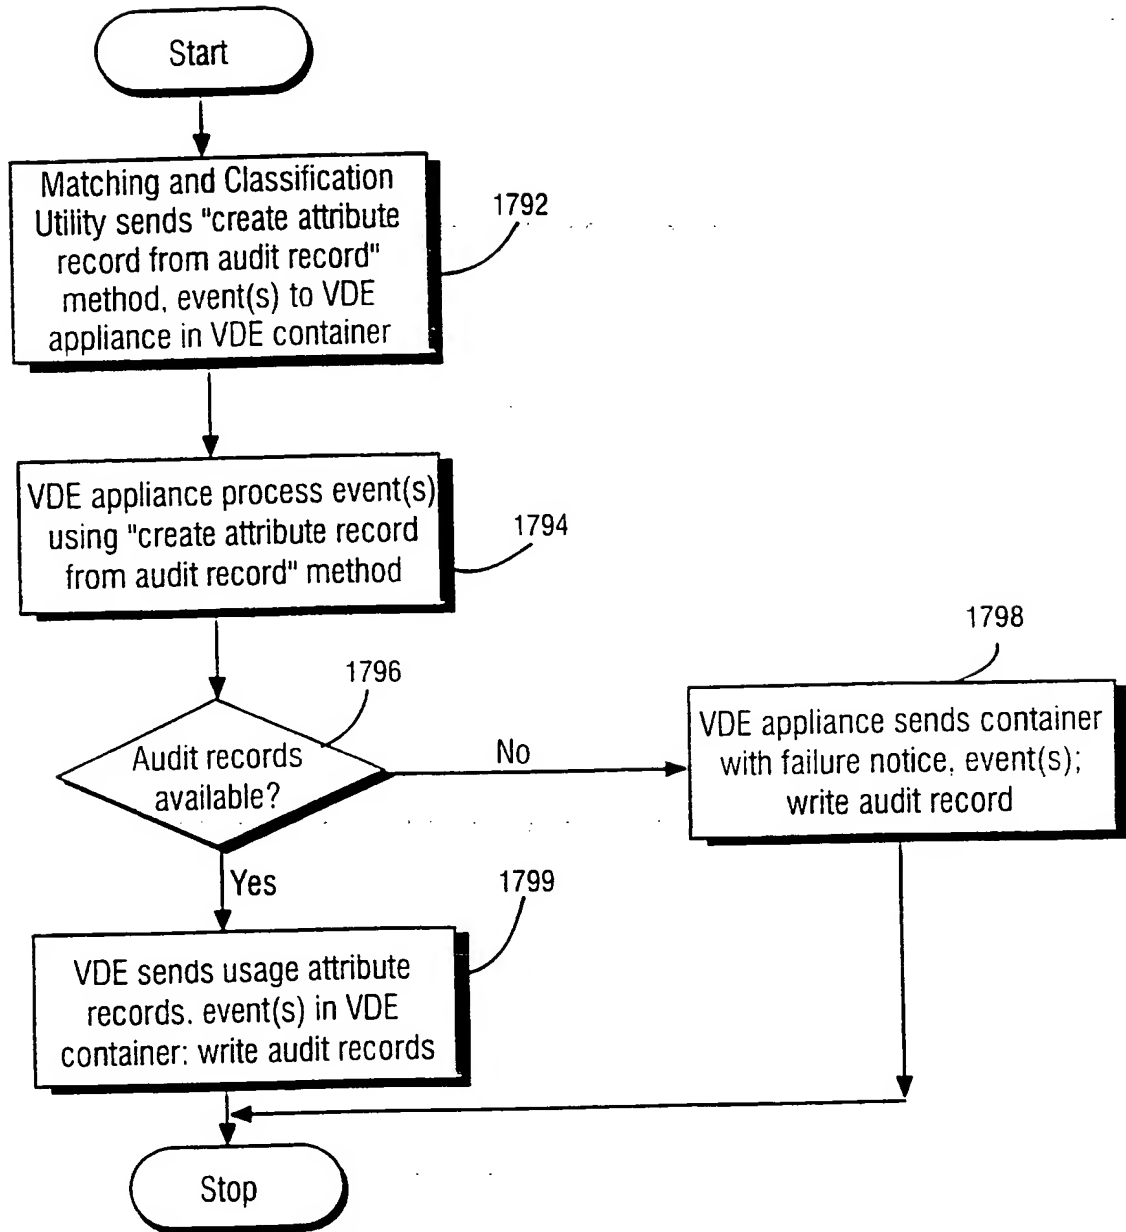 Start
Matching and Classification
Utility sends "create attribute
record from audit record"
method, event(s) to VDE
appliance in VDE container
1792
VDE appliance process event(s)
using "create attribute record
from audit record" method
1794
1796
Audit records
available?
No
1798
VDE appliance sends container
with failure notice, event(s);
write audit record
Yes
1799
VDE sends usage attribute
records. event(s) in VDE
container: write audit records
Stop